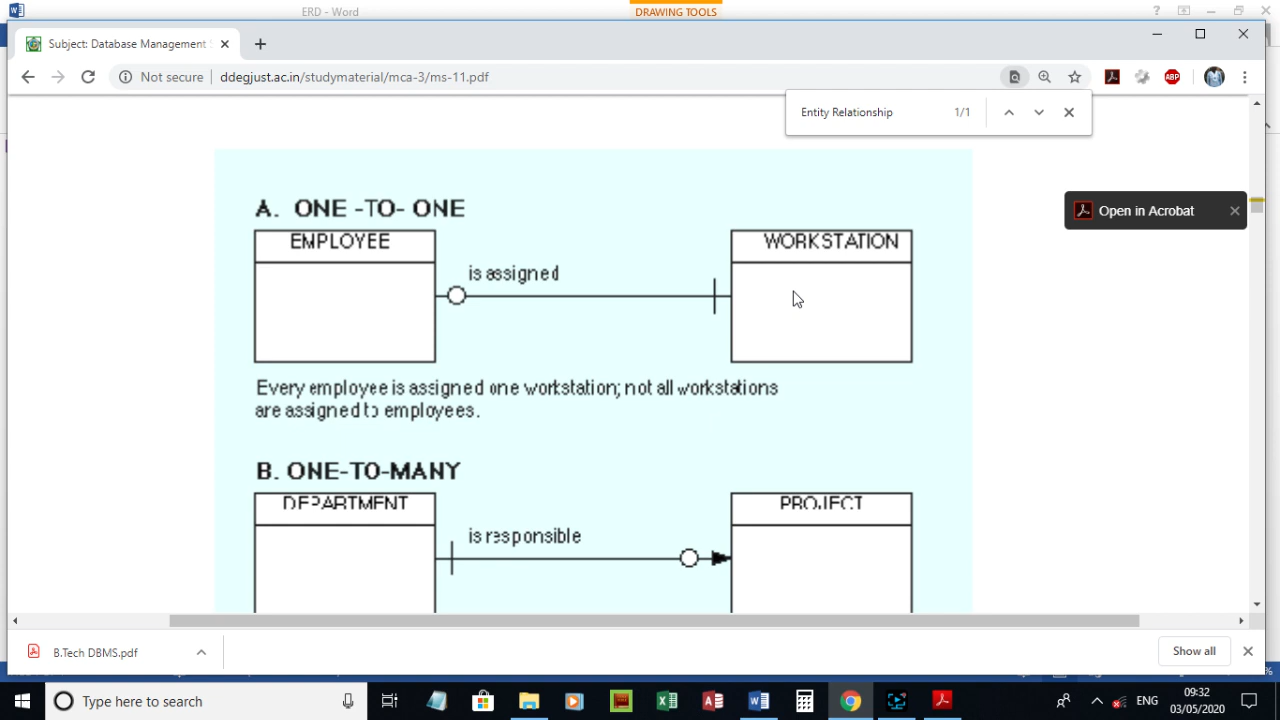 ERD - Word
DRAWING TOOLS
Subject: Database Management S
Not secure | ddegjust.ac.in/studymaterial/mca-3/ms-11.pdf
ABP
Entity Relationship 1/1
Open in Acrobat
A. ONE -TO- ONE
EMPLOYEE
WORKSTATION
is assigned
Every employee is assigned one workstation; not all workstations
are assigned to employees.
B. ONE-TO-MANY
DEPARTMENT
PROJECT
is responsible
B.Tech DBMS.pdf
Show all
Type here to search
ENG
09:32
03/05/2020